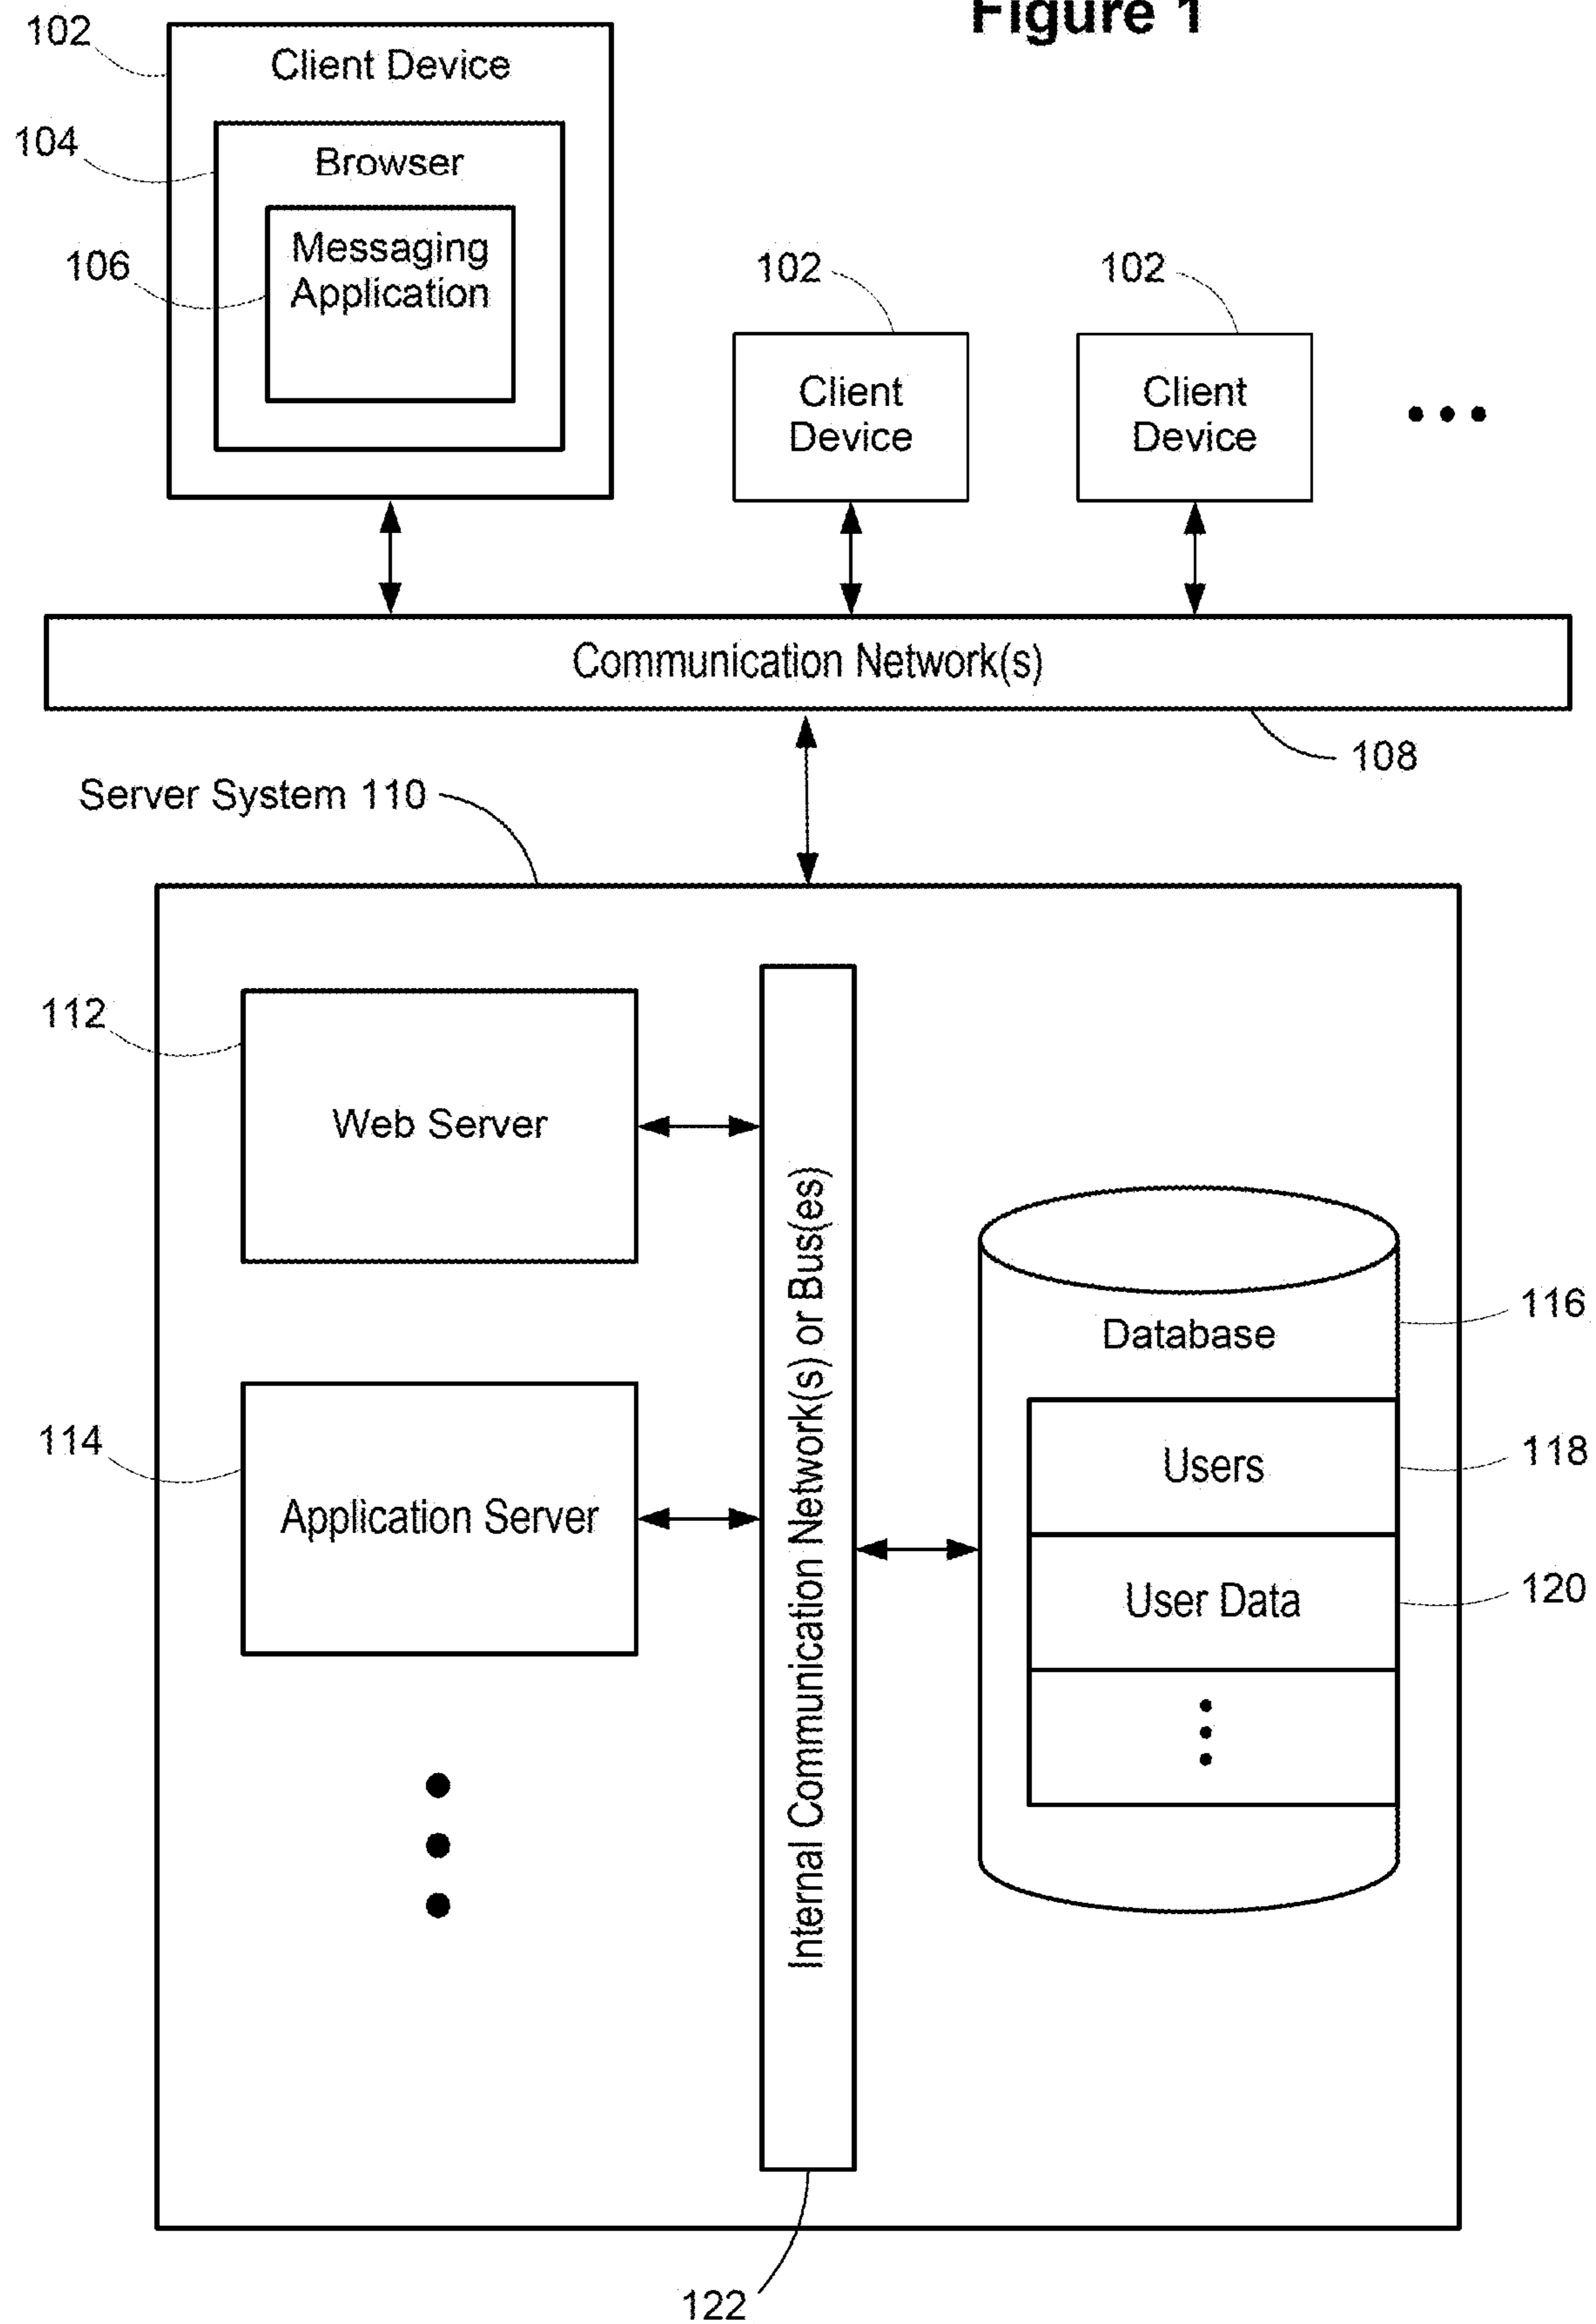 Figure 1
102
Client Device
104
Browser
106
Messaging
Application
102
102
Client
Device
Client
Device
Communication Network(s)
108
Server System 110
112
Web Server
114
Application Server
Internal Communication Network(s) or Bus(es)
Database
116
Users
118
User Data
120
122